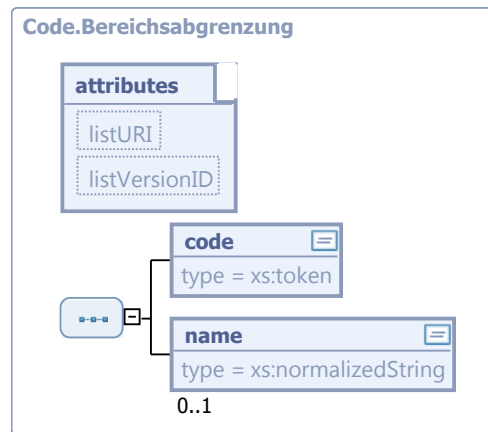 Code.Bereichsabgrenzung
attributes
listURI
listVersionID
code
type = xs:token
name
type = xs:normalizedString
0..1